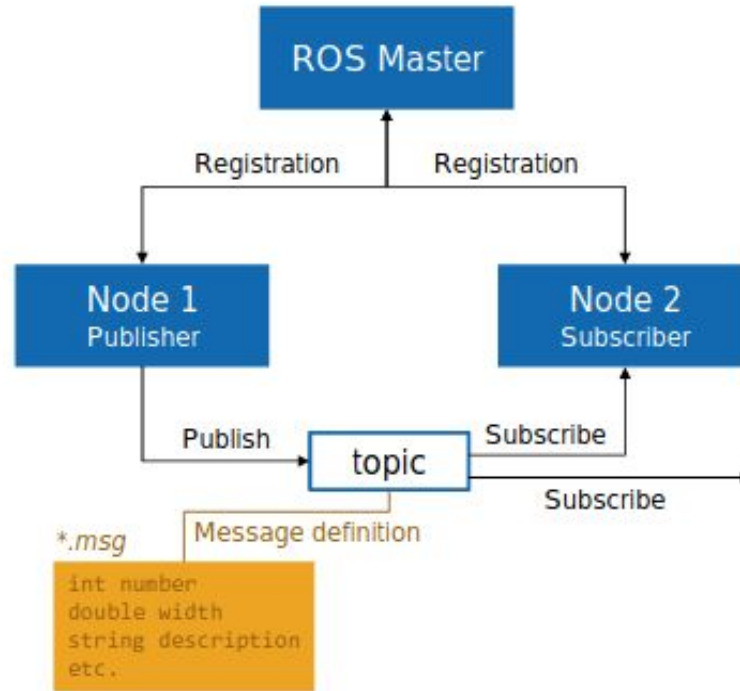 ROS Master
Registration
Registration
Node 1
Publisher
Node 2
Subscriber
Publish
topic
Subscribe
Subscribe
*.msg
Message definition
int number
double width
string description
etc.